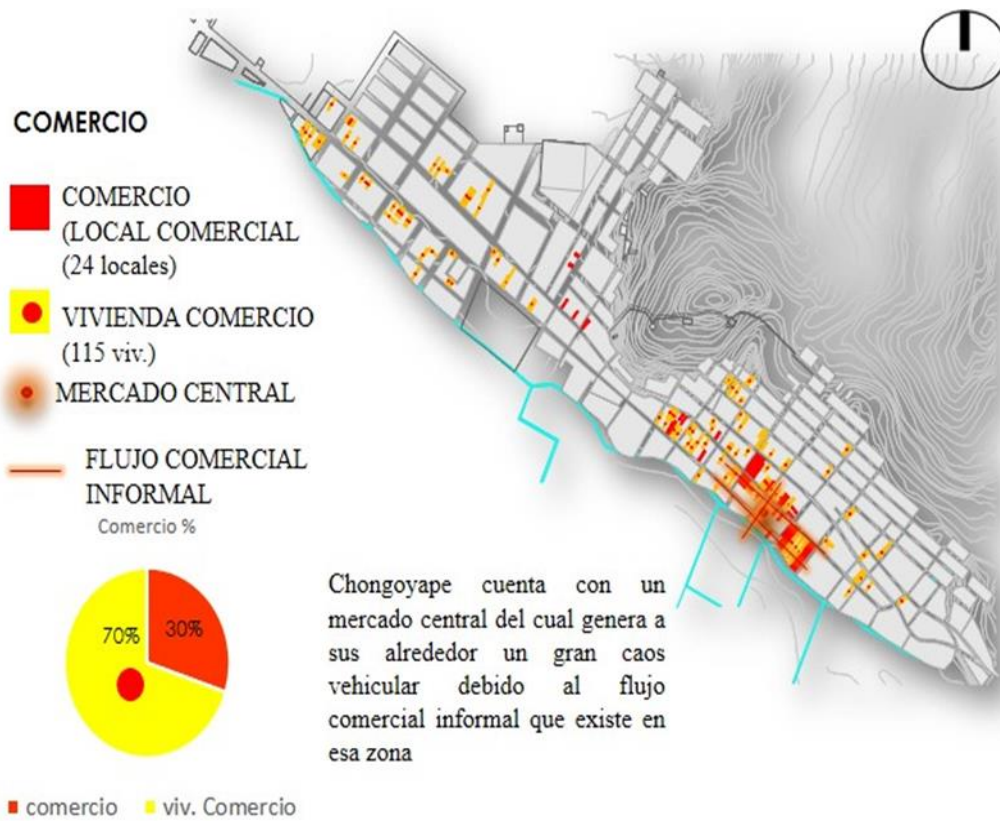 COMERCIO
COMERCIO
(LOCAL COMERCIAL
(24 locales)
VIVIENDA COMERCIO
(115 viv.)
MERCADO CENTRAL
FLUJO COMERCIAL
INFORMAL
Comercio %
70%
30%
comercio
viv. Comercio
Chongoyape cuenta con un
mercado central del cual genera a
sus alrededor un gran caos
vehicular debido al flujo
comercial informal que existe en
esa zona